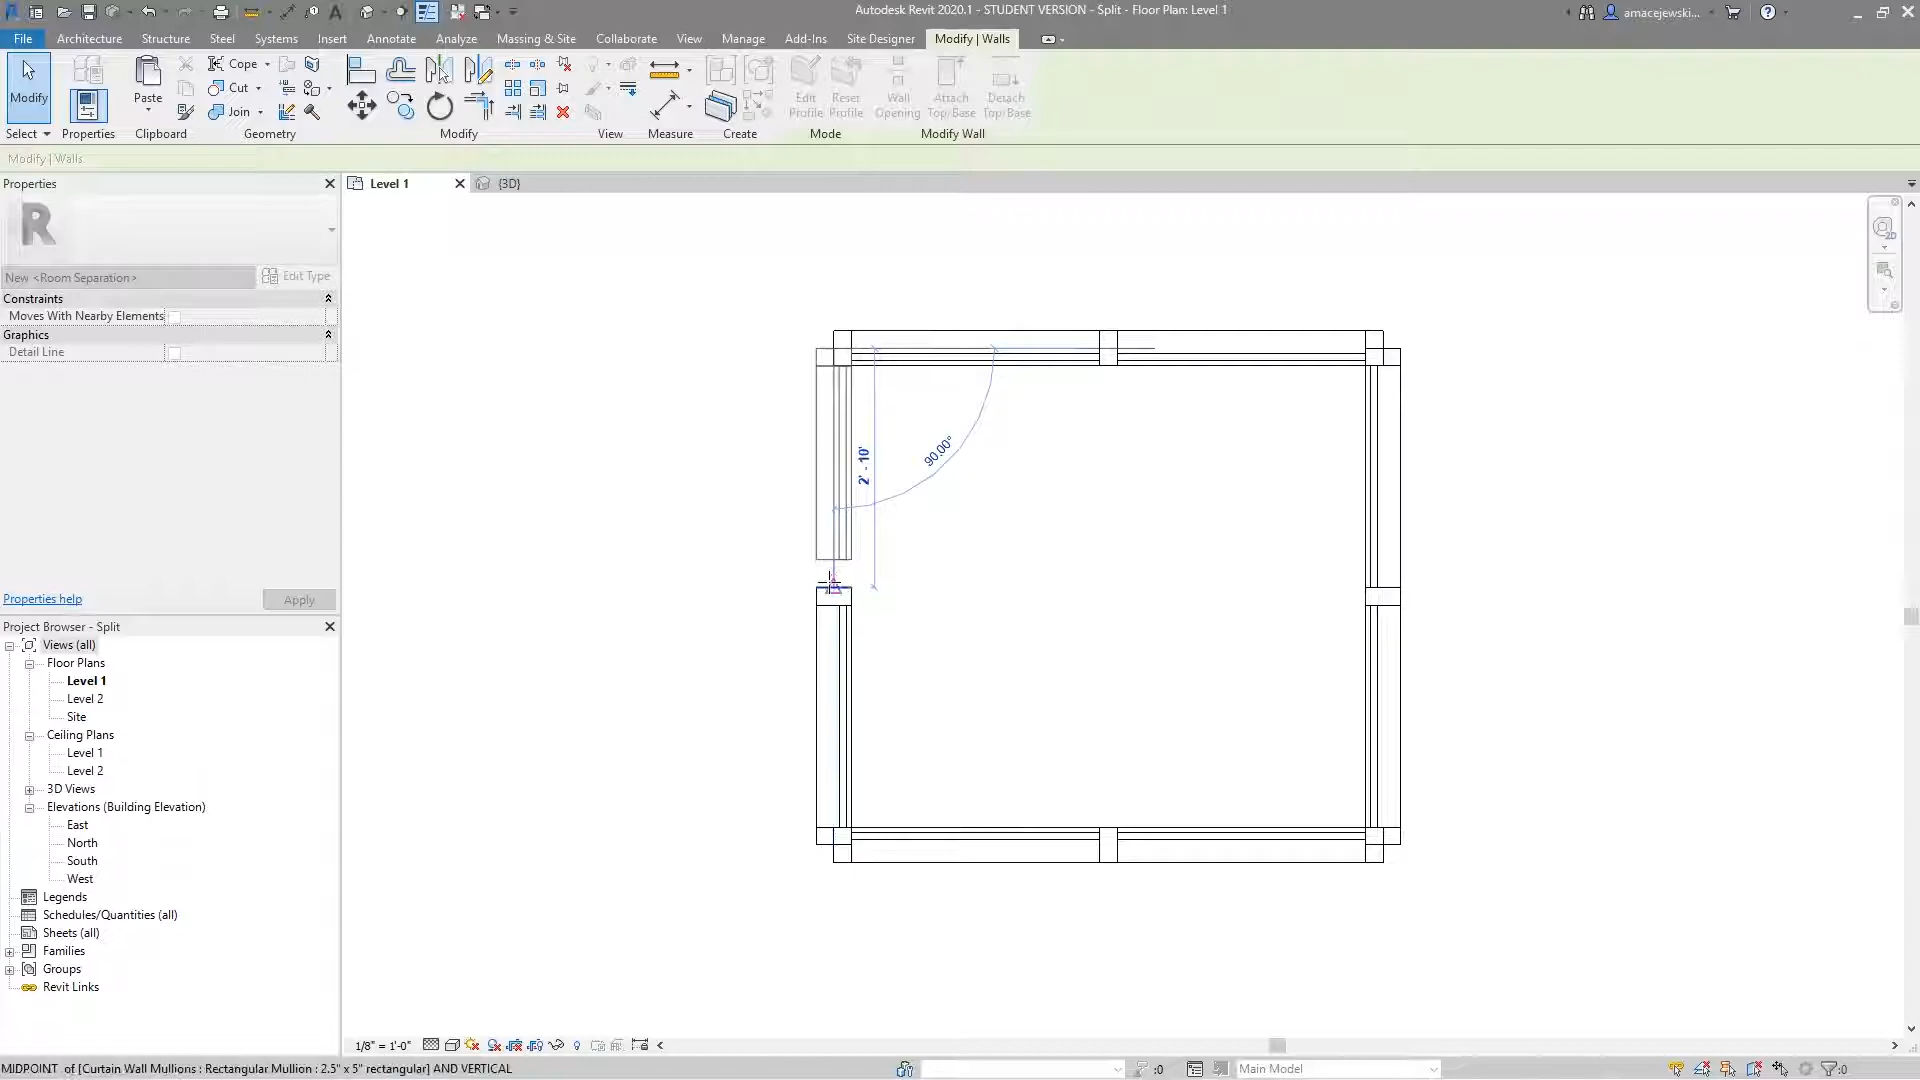 Autodesk Revit 2020.1 - STUDENT VERSION - Split - Floor Plan: Level 1
amacejewski...
File Architecture Structure Steel Systems Insert Annotate Analyze Massing & Site Collaborate View Manage Add-Ins Site Designer Modify | Walls
Cope
Cut
Join
Modify
Paste
Edit Profile
Reset Profile
Wall Opening
Attach Top/Base
Detach Top/Base
Select Properties Clipboard Geometry Modify View Measure Create Mode Modify Wall
Modify | Walls
Properties
Level 1
{3D}
R
New <Room Separation>
Edit Type
Constraints
Moves With Nearby Elements
Graphics
Detail Line
2D
2' - 10'
90.00°
Properties help
Apply
Project Browser - Split
Views (all)
Floor Plans
Level 1
Level 2
Site
Ceiling Plans
Level 1
Level 2
3D Views
Elevations (Building Elevation)
East
North
South
West
Legends
Schedules/Quantities (all)
Sheets (all)
Families
Groups
Revit Links
1/8" = 1'-0"
MIDPOINT of [Curtain Wall Mullions : Rectangular Mullion : 2.5" x 5" rectangular] AND VERTICAL
:0
Main Model
:0